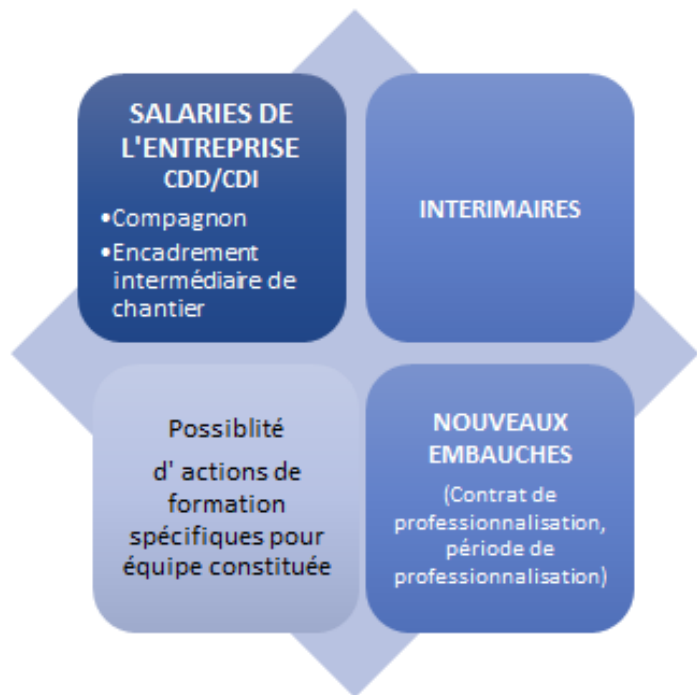 SALARIES DE
L'ENTREPRISE
CDD/CDI
•Compagnon
•Encadrement
intermédiaire de
chantier
INTERIMAIRES
Possiblité
d' actions de
formation
spécifiques pour
équipe constituée
NOUVEAUX
EMBAUCHES
(Contrat de
professionnalisation,
période de
professionnalisation)